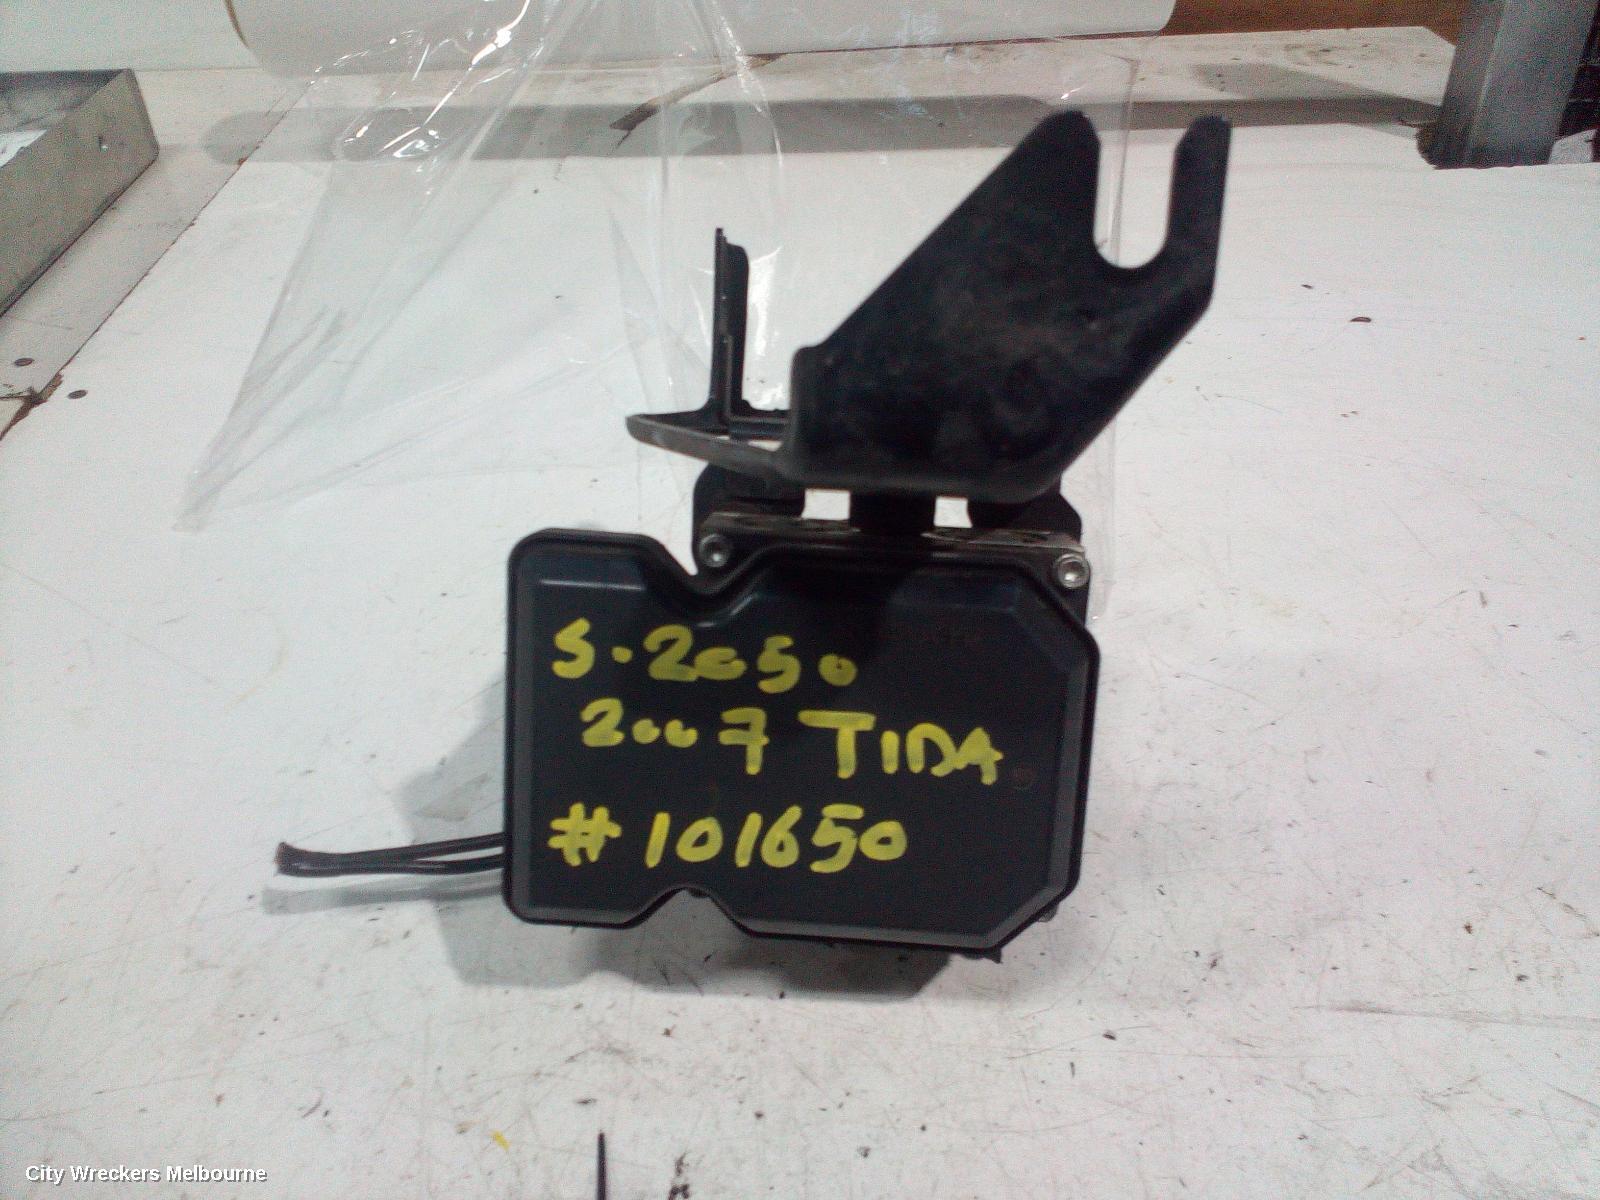 S.2050
2007 TIDA
#101650
City Wreckers Melbourne